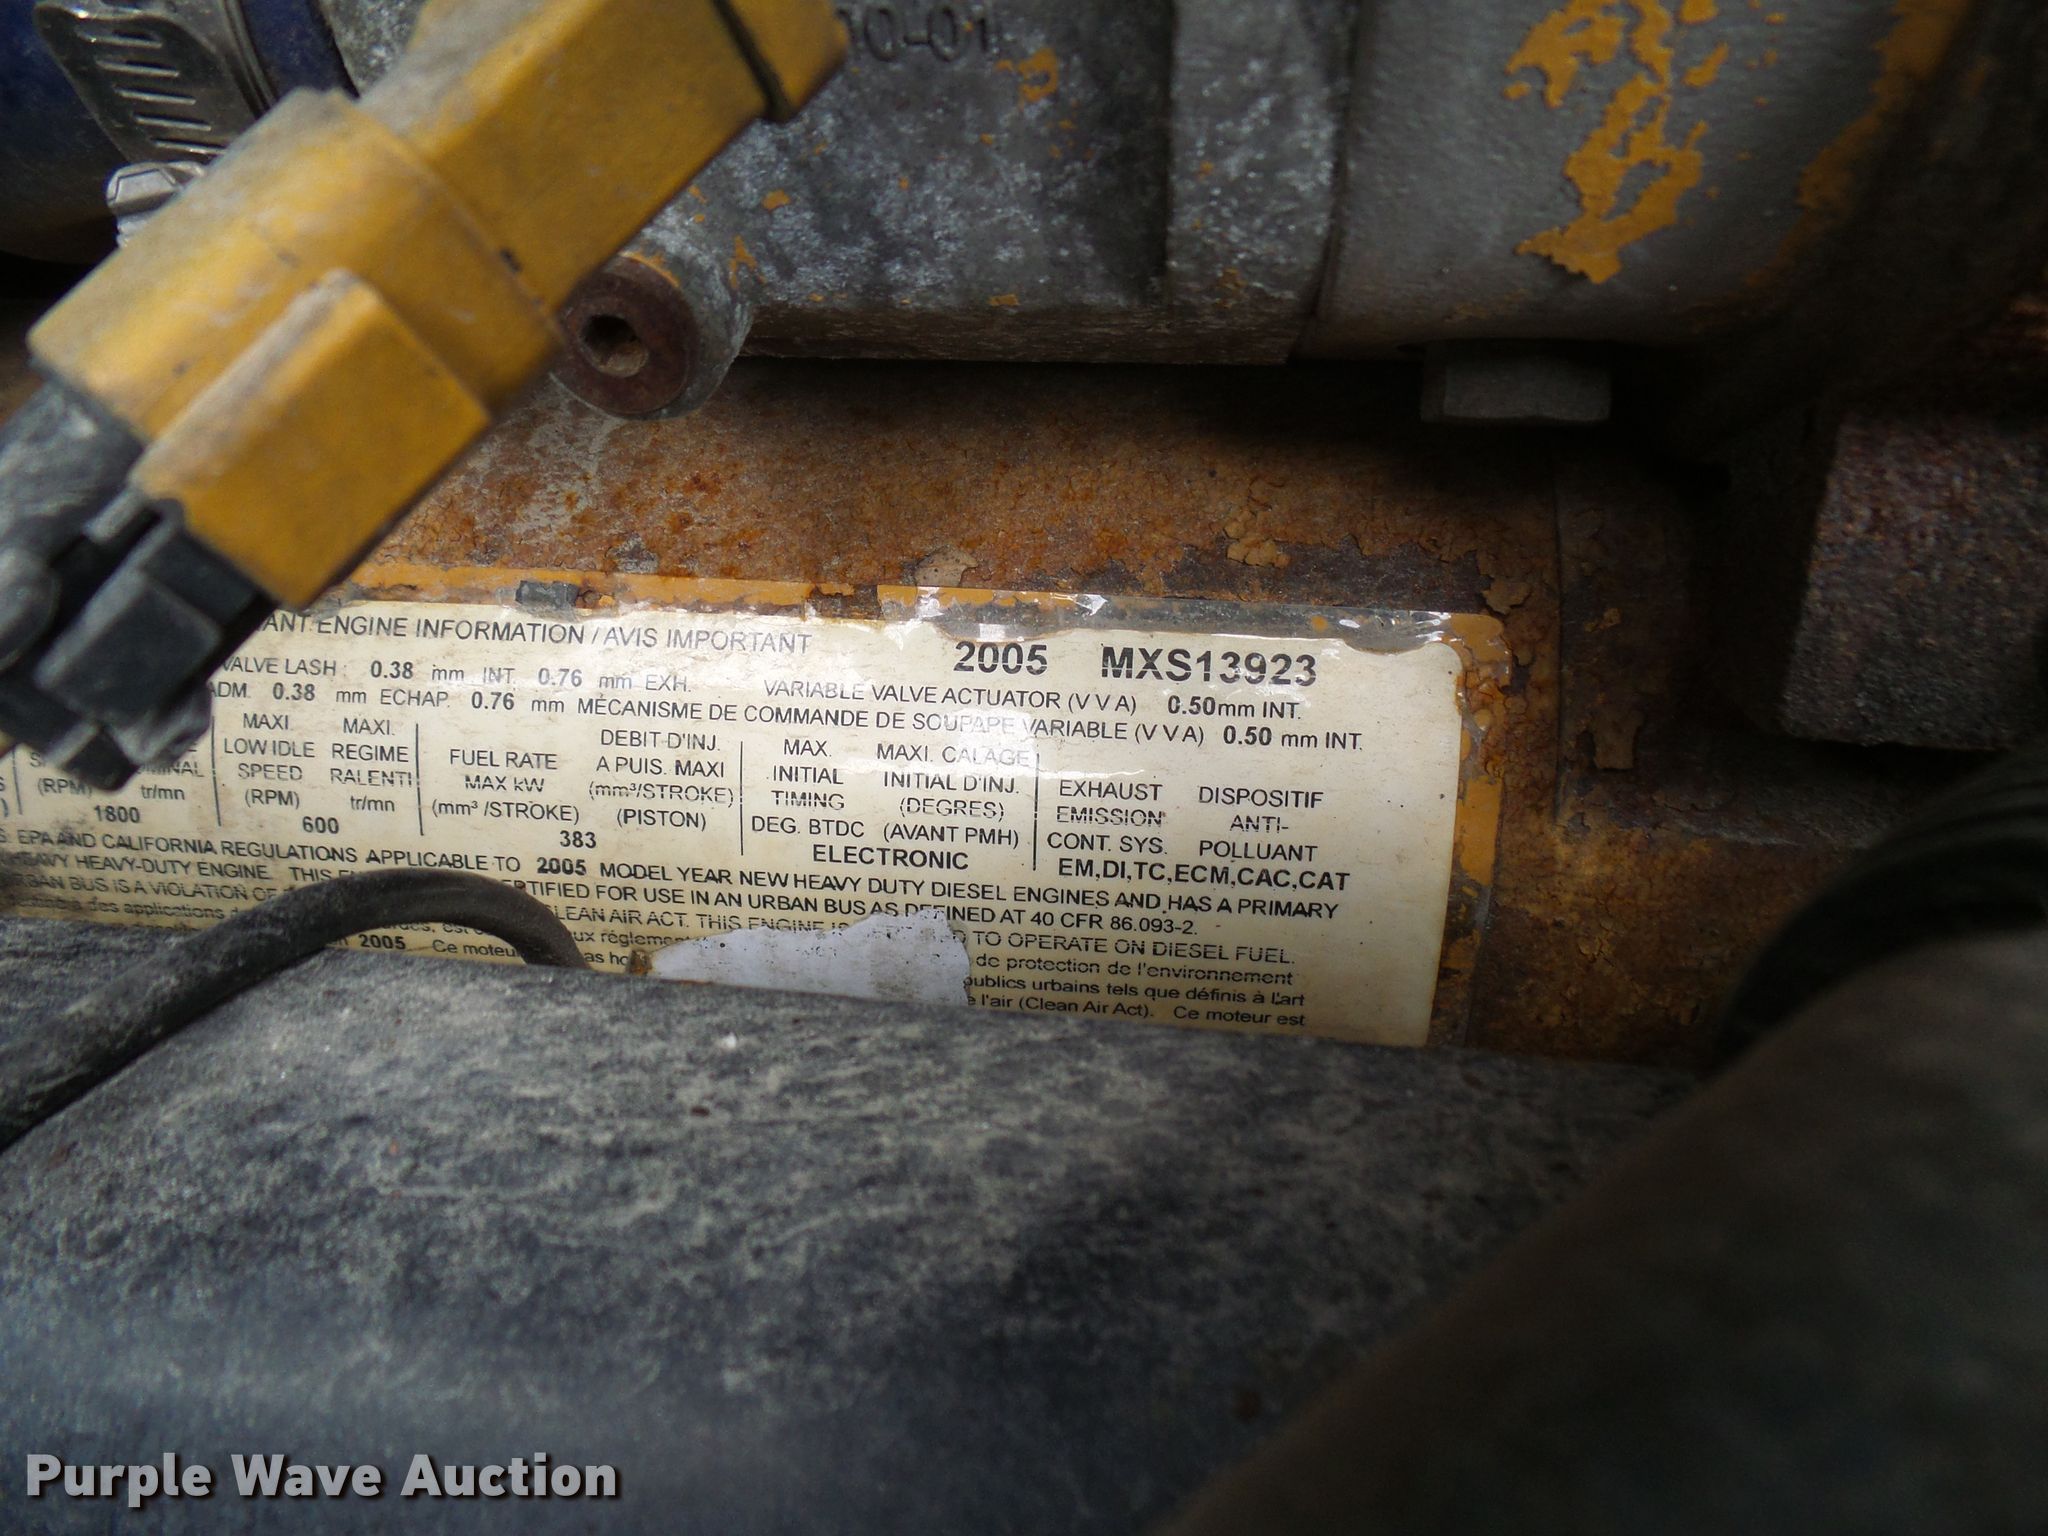 00-01
ENGINE INFORMATION / AVIS IMPORTANT
2005 MXS13923
VALVE LASH : 0.38 mm INT. 0.76 mm EXH. VARIABLE VALVE ACTUATOR (V V A) 0.50mm INT.
ADM. 0.38 mm ECHAP. 0.76 mm MÉCANISME DE COMMANDE DE SOUPAPE VARIABLE (V V A) 0.50 mm INT.
MAXI. MAXI. DEBIT D'INJ. MAX. MAXI. CALAGE
LOW IDLE REGIME FUEL RATE A PUIS. MAXI INITIAL INITIAL D'INJ. EXHAUST DISPOSITIF
SPEED RALENTI MAX KW (mm³/STROKE) TIMING (DEGRES) EMISSION ANTI-
(RPM) tr/mn (RPM) tr/mn (mm³ /STROKE) (PISTON) DEG. BTDC (AVANT PMH) CONT. SYS. POLLUANT
1800 600 383 ELECTRONIC EM,DI,TC,ECM,CAC,CAT
EPA AND CALIFORNIA REGULATIONS APPLICABLE TO 2005 MODEL YEAR NEW HEAVY DUTY DIESEL ENGINES AND HAS A PRIMARY
HEAVY HEAVY-DUTY ENGINE. THIS FOR USE IN AN URBAN BUS AS DEFINED AT 40 CFR 86.093-2.
URBAN BUS IS A VIOLATION OF CLEAN AIR ACT. THIS ENGINE IS TO OPERATE ON DIESEL FUEL.
à des applications de protection de l'environnement
2005. Ce moteur publics urbains tels que définis à l'art
l'air (Clean Air Act). Ce moteur est
Purple Wave Auction